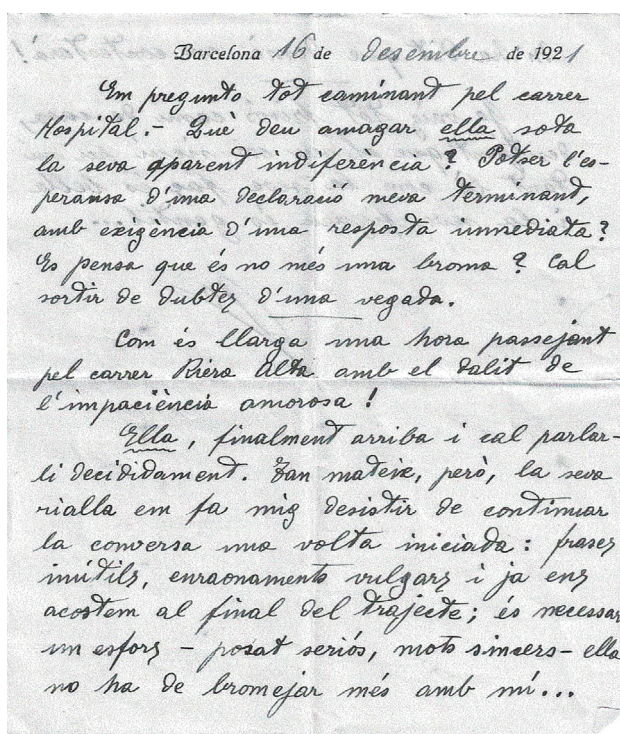 Barcelona 16 de desembre de 1921
Em pregunto tot caminant pel carrer
Hospital.- Què deu amagar ella sota
la seva aparent indiferència? Potser l'es-
peransa d'una declaració meva terminant,
amb exigència d'una resposta immediata?
Es pensa que és no més una broma? Cal
sortir de dubtes d'una vegada.
Com és llarga una hora passejant
pel carrer Riera Alta amb el dalit de
l'impaciència amorosa!
Ella, finalment arriba i cal parlar-
li decididament. Tan mateix, però, la seva
rialla em fa mig desistir de continuar
la conversa una volta iniciada: frases
inútils, enraonaments vulgars i ja ens
acostem al final del trajecte; és necessar
un esforç - posat seriós, mots sincers - ella
no ha de bromejar més amb mí...